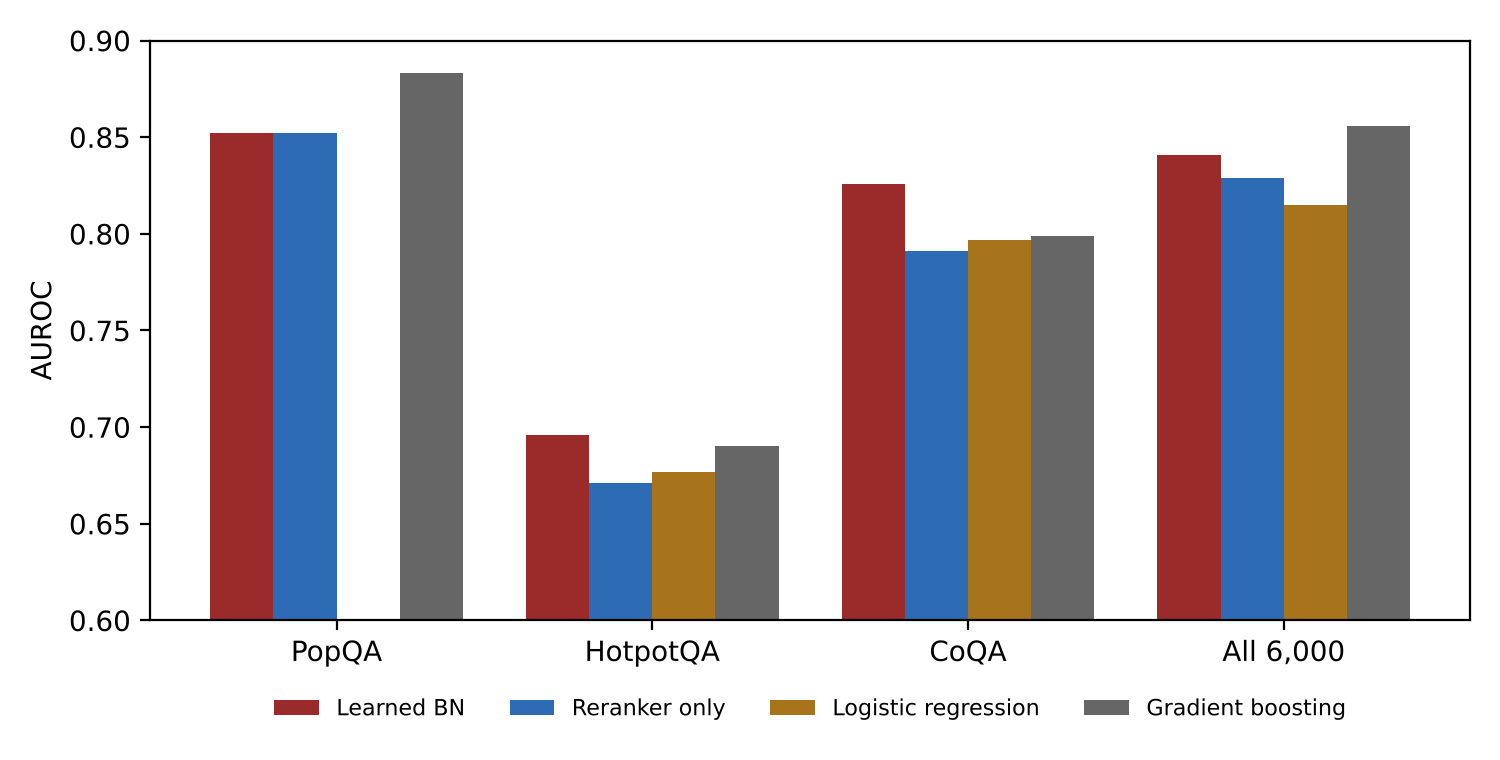 0.90
0.85
0.80
0.75
0.70
0.65
0.60
AUROC
PopQA HotpotQA CoQA All 6,000
Learned BN Reranker only Logistic regression Gradient boosting